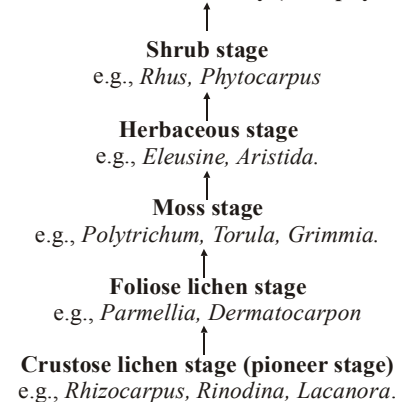 Shrub stage
e.g., Rhus, Phytocarpus
Herbaceous stage
e.g., Eleusine, Aristida.
Moss stage
e.g., Polytrichum, Torula, Grimmia.
Foliose lichen stage
e.g., Parmellia, Dermatocarpon
Crustose lichen stage (pioneer stage)
e.g., Rhizocarpus, Rinodina, Lacanora.